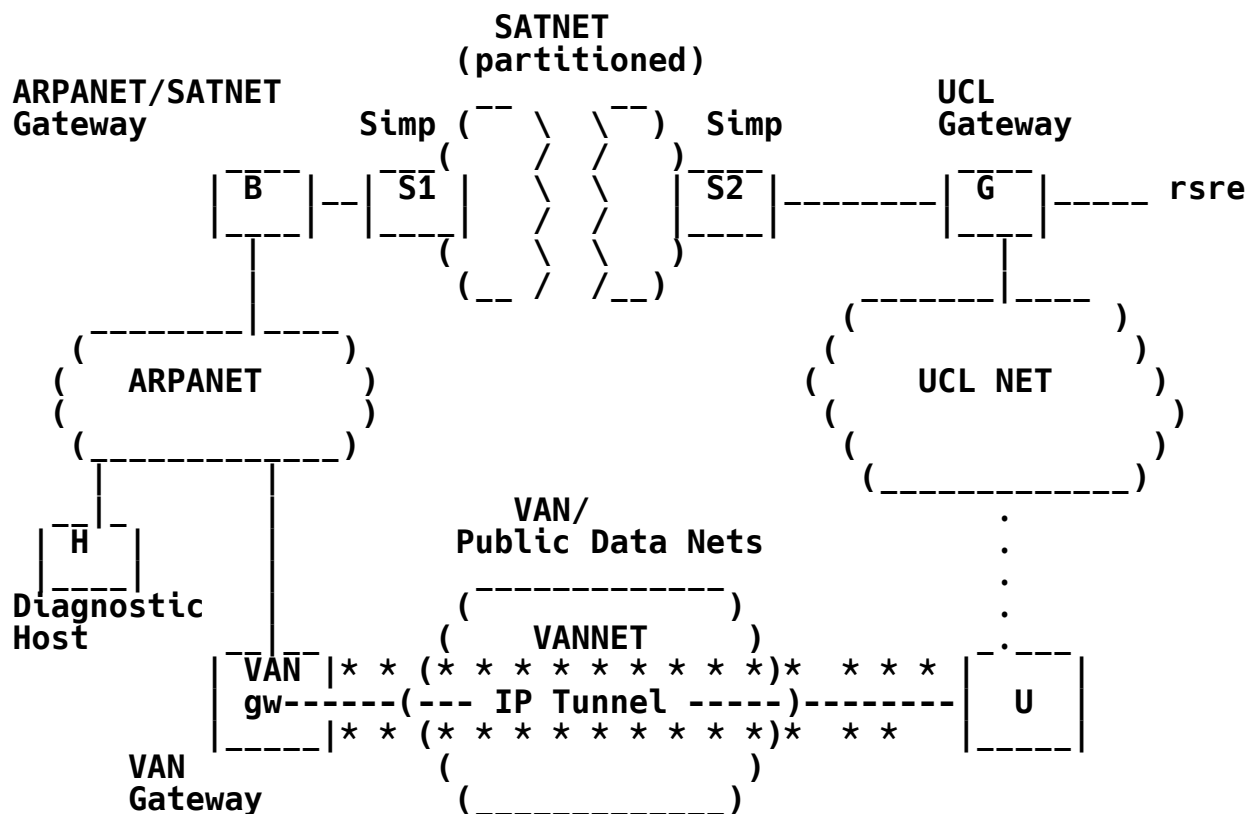 SATNET
(partitioned)
ARPANET/SATNET
Gateway
Simp
Simp
UCL
Gateway
B
S1
S2
G
rsre
ARPANET
UCL NET
H
Diagnostic
Host
VAN/
Public Data Nets
VANNET
VAN
gw
IP Tunnel
U
VAN
Gateway